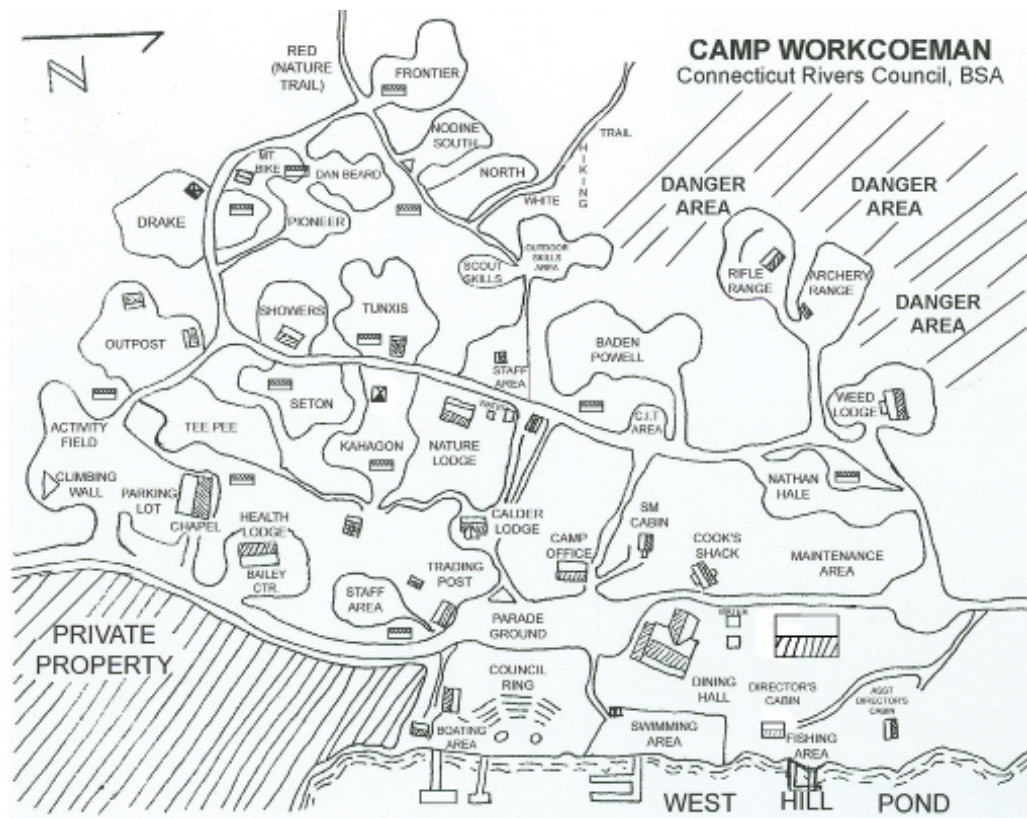 N
CAMP WORKCOEMAN
Connecticut Rivers Council, BSA
RED
(NATURE
TRAIL)
FRONTIER
NODINE
SOUTH
NORTH
WHITE
HIKING
TRAIL
MT.
BIKE
DAN BEARD
PIONEER
DRAKE
DANGER
AREA
DANGER
AREA
DANGER
AREA
OUTDOOR
SKILLS
AREA
SCOUT
SKILLS
RIFLE
RANGE
ARCHERY
RANGE
SHOWERS
TUNXIS
OUTPOST
STAFF
AREA
BADEN
POWELL
WEED
LODGE
SETON
TEE PEE
ACTIVITY
FIELD
KAHAGON
NATURE
LODGE
WATER
C.I.T
AREA
NATHAN
HALE
CLIMBING
WALL
PARKING
LOT
CHAPEL
HEALTH
LODGE
BAILEY
CTR.
CALDER
LODGE
CAMP
OFFICE
SM
CABIN
COOK'S
SHACK
MAINTENANCE
AREA
TRADING
POST
STAFF
AREA
PARADE
GROUND
WATER
PRIVATE
PROPERTY
COUNCIL
RING
DINING
HALL
DIRECTOR'S
CABIN
ASST
DIRECTOR'S
CABIN
BOATING
AREA
SWIMMING
AREA
FISHING
AREA
WEST HILL POND